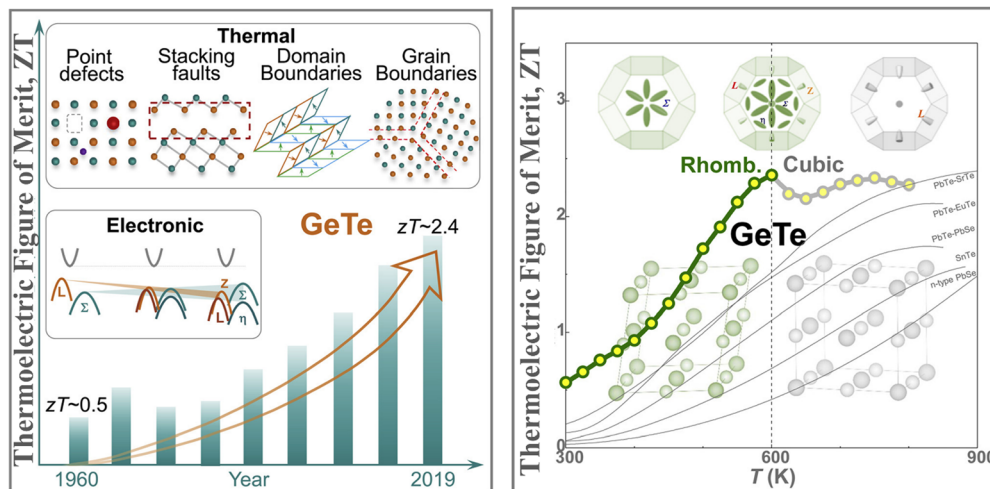 Thermoelectric Figure of Merit, ZT
Thermal
Point
defects
Stacking
faults
Domain
Boundaries
Grain
Boundaries
Electronic
L
Σ
Z
Σ
L
η
GeTe
zT~2.4
zT~0.5
1960
Year
2019
Thermoelectric Figure of Merit, ZT
3
2
1
0
Σ
L
Z
Σ
η
L
Rhomb.
Cubic
GeTe
PbTe-SrTe
PbTe-EuTe
PbTe-PbSe
SnTe
n-type PbSe
300
600
900
T (K)